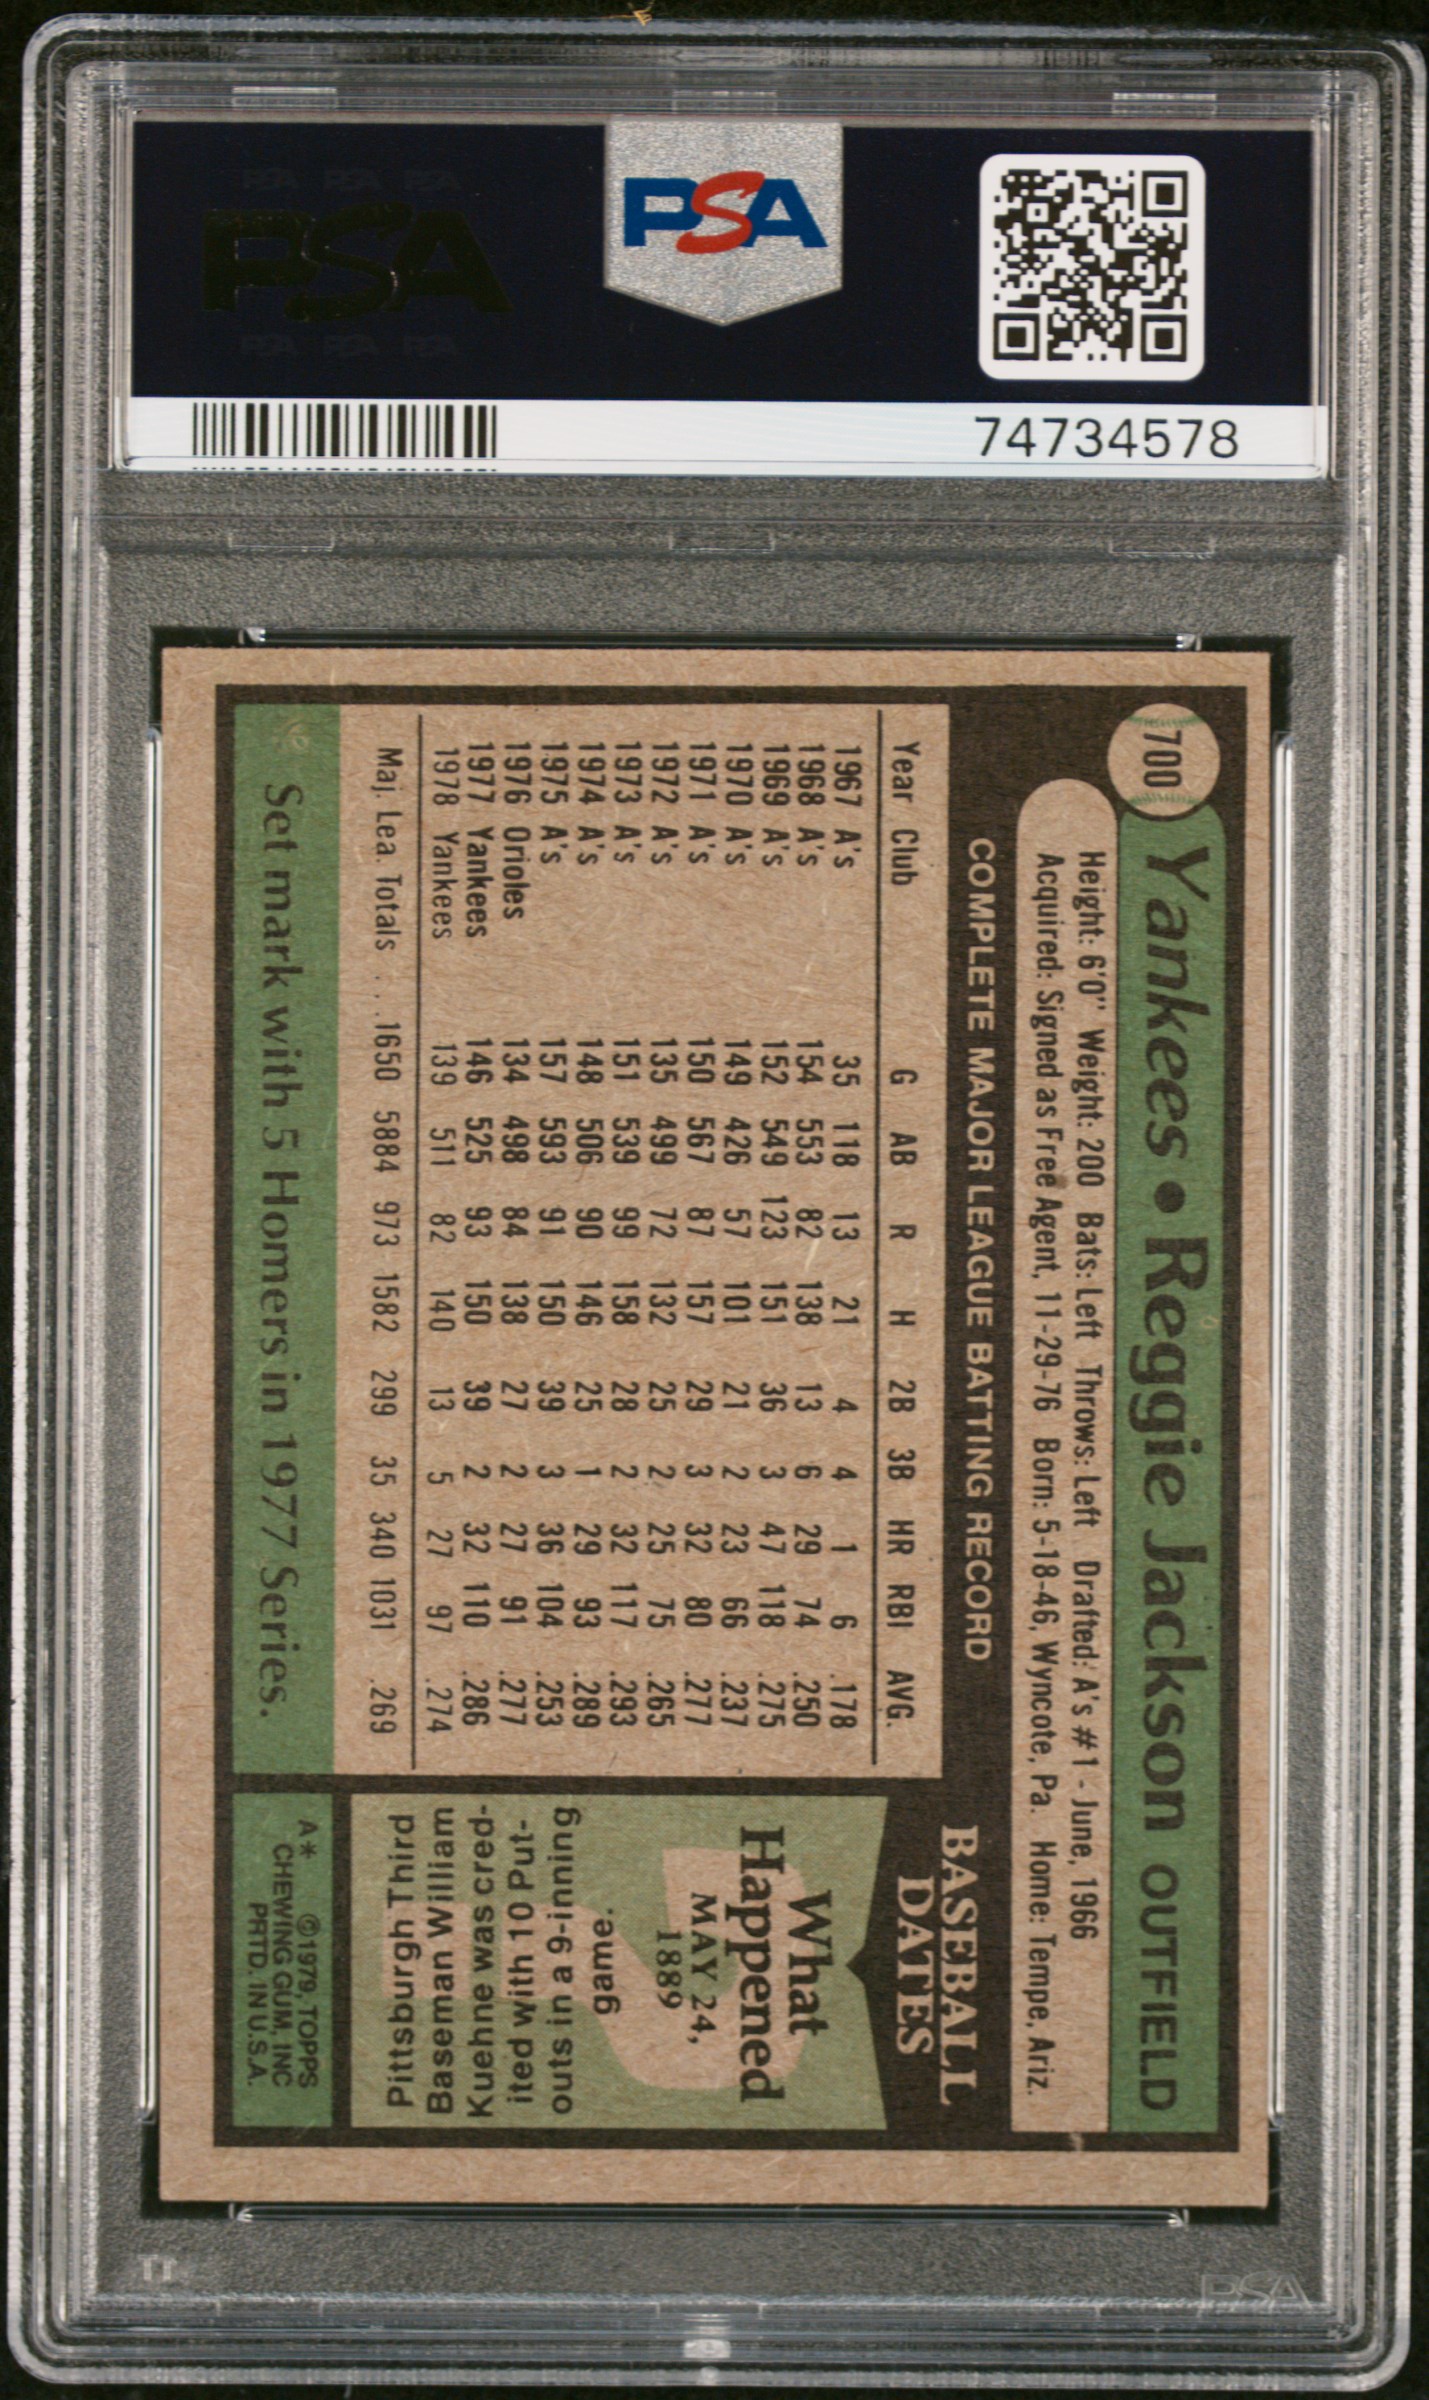 PSA PSA PSA
PSA
PSA PSA PSA
PSA
74734578
700
Yankees • Reggie Jackson OUTFIELD
Height: 6'0" Weight: 200 Bats: Left Throws: Left Drafted: A's #1 - June, 1966
Acquired: Signed as Free Agent, 11-29-76 Born: 5-18-46, Wyncote, Pa. Home: Tempe, Ariz.
COMPLETE MAJOR LEAGUE BATTING RECORD
Year Club G AB R H 2B 3B HR RBI AVG.
1967 A's 35 118 13 21 4 4 1 6 .178
1968 A's 154 553 82 138 13 6 29 74 .250
1969 A's 152 549 123 151 36 3 47 118 .275
1970 A's 149 426 57 101 21 2 23 66 .237
1971 A's 150 567 87 157 29 3 32 80 .277
1972 A's 135 499 72 132 25 2 25 75 .265
1973 A's 151 539 99 158 28 2 32 117 .293
1974 A's 148 506 90 146 25 1 29 93 .289
1975 A's 157 593 91 150 39 3 36 104 .253
1976 Orioles 134 498 84 138 27 2 27 91 .277
1977 Yankees 146 525 93 150 39 2 32 110 .286
1978 Yankees 139 511 82 140 13 5 27 97 .274
Maj. Lea. Totals . . . 1650 5884 973 1582 299 35 340 1031 .269
Set mark with 5 Homers in 1977 Series.
BASEBALL
DATES
What
Happened
MAY 24,
1889
Pittsburgh Third
Baseman William
Kuehne was cred-
ited with 10 Put-
outs in a 9-inning
game.
A* ©1979, TOPPS
CHEWING GUM, INC
PRTD. IN U.S.A.
PSA